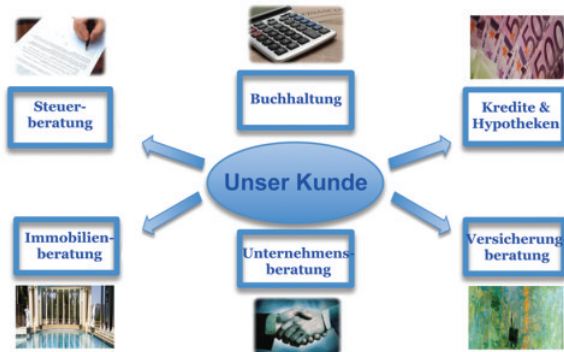 Steuer-
beratung
Buchhaltung
Kredite &
Hypotheken
Unser Kunde
Immobilien-
beratung
Unternehmens-
beratung
Versicherung
beratung